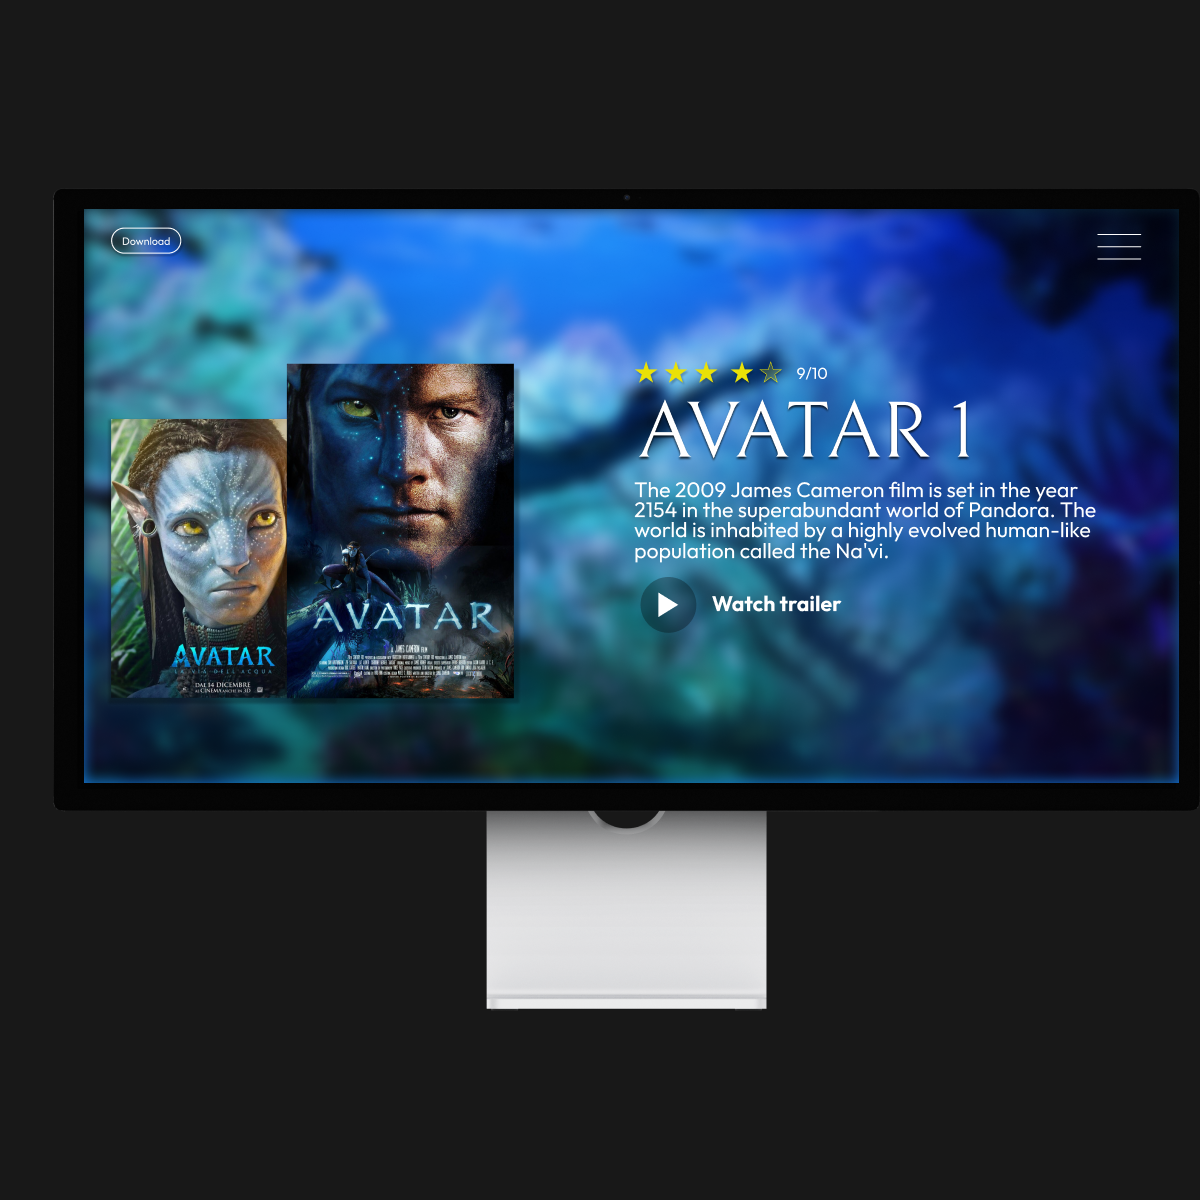 Download
9/10
AVATAR 1
The 2009 James Cameron film is set in the year
2154 in the superabundant world of Pandora. The
world is inhabited by a highly evolved human-like
population called the Na'vi.
Watch trailer
AVATAR
LA VIA DELL'ACQUA
DAL 14 DICEMBRE
AL CINEMA ANCHE IN 3D
AVATAR
A JAMES CAMERON FILM